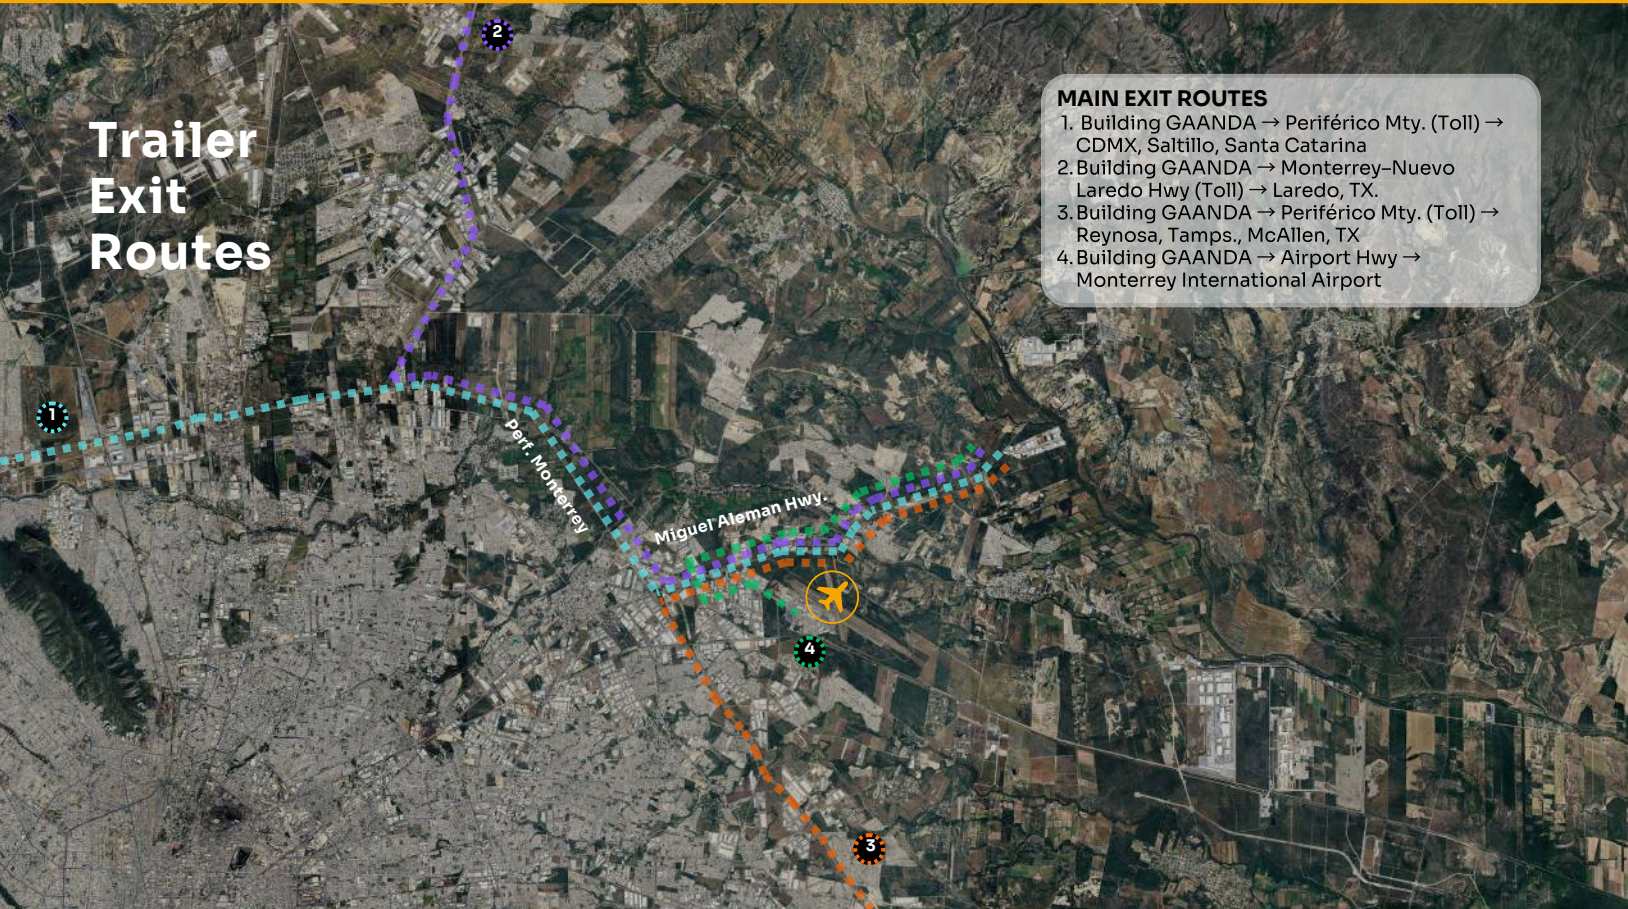 Trailer
Exit
Routes
MAIN EXIT ROUTES
1. Building GAANDA → Periférico Mty. (Toll) →
CDMX, Saltillo, Santa Catarina
2. Building GAANDA → Monterrey–Nuevo
Laredo Hwy (Toll) → Laredo, TX.
3. Building GAANDA → Periférico Mty. (Toll) →
Reynosa, Tamps., McAllen, TX
4. Building GAANDA → Airport Hwy →
Monterrey International Airport
2
1
Perf. Monterrey
Miguel Aleman Hwy.
4
3